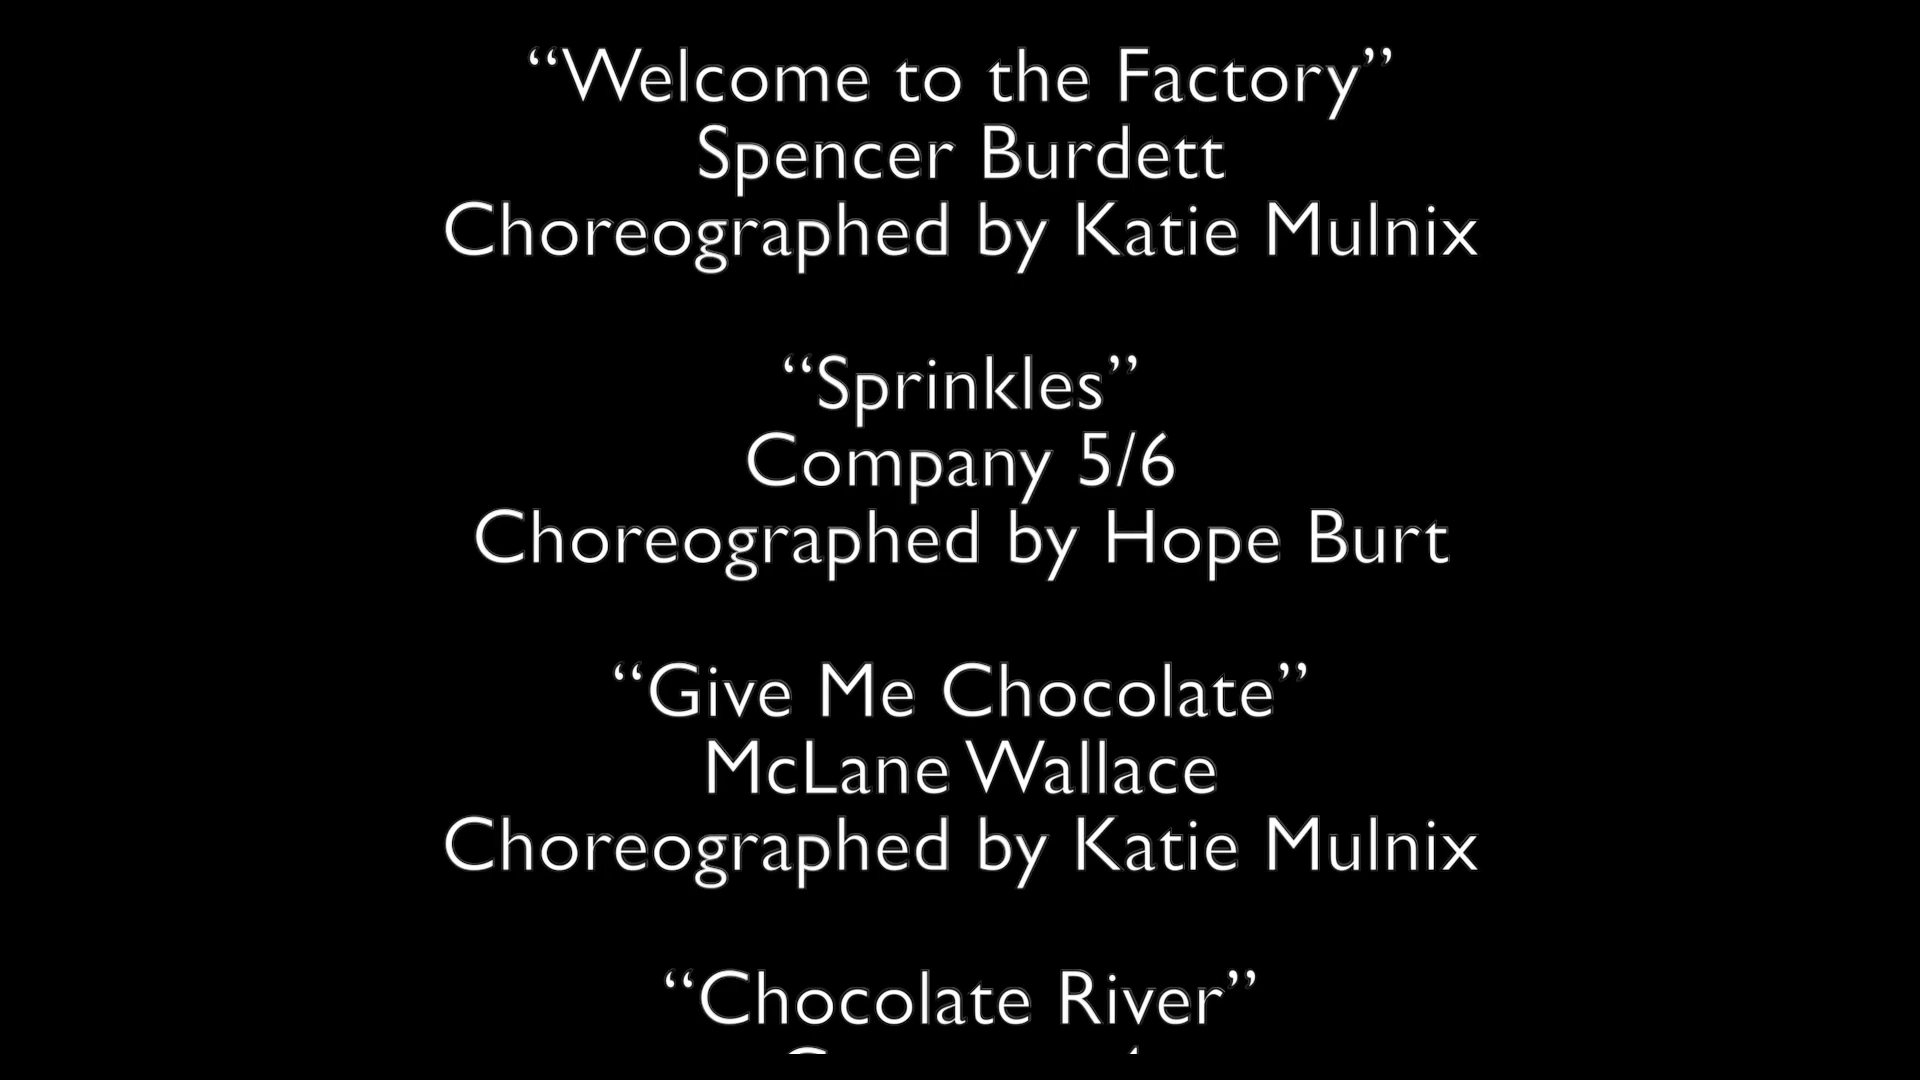 “Welcome to the Factory”
Spencer Burdett
Choreographed by Katie Mulnix
“Sprinkles”
Company 5/6
Choreographed by Hope Burt
“Give Me Chocolate”
McLane Wallace
Choreographed by Katie Mulnix
“Chocolate River”